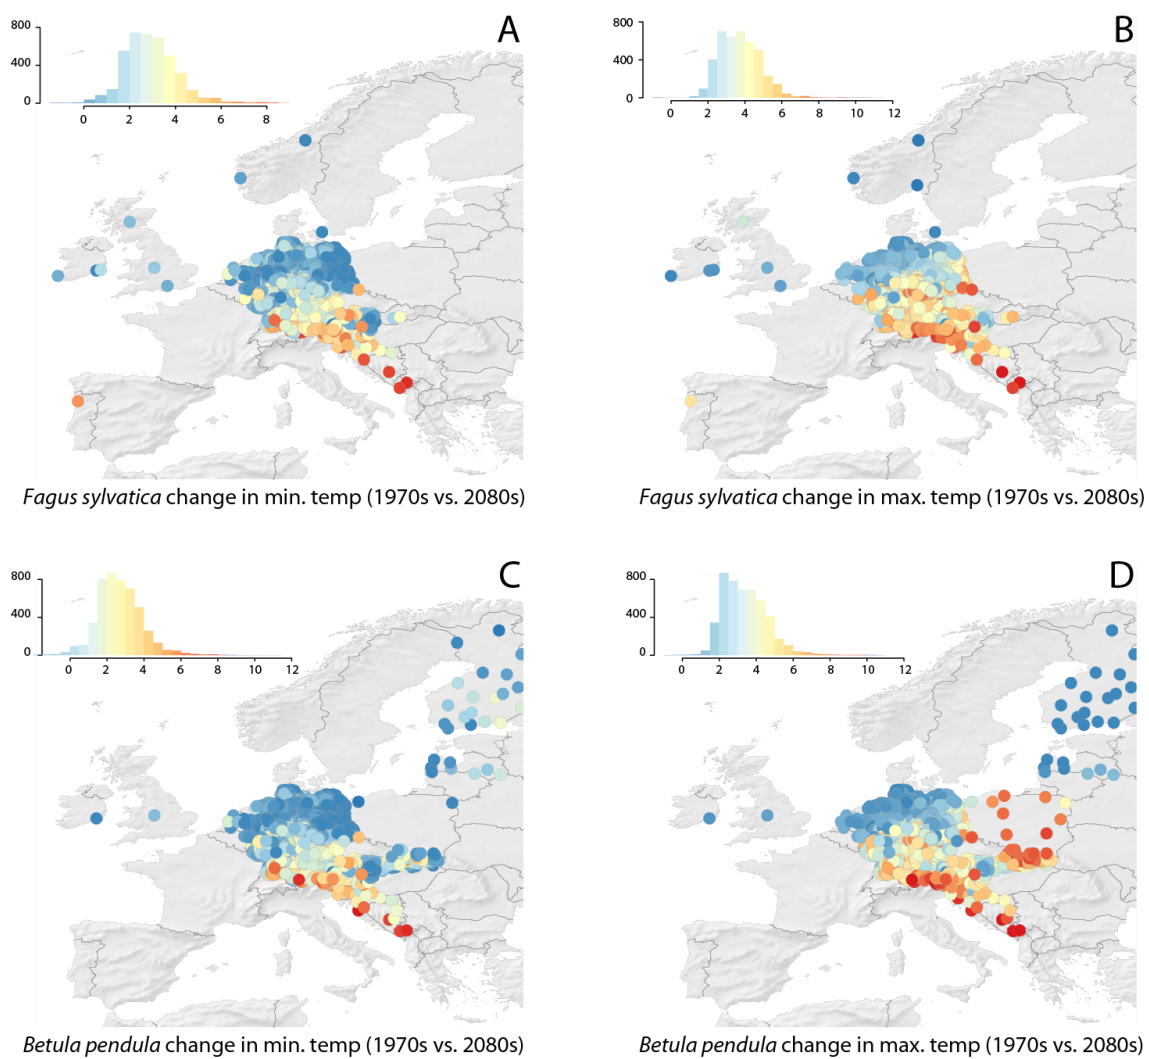 A
800
400
0
0 2 4 6 8
Fagus sylvatica change in min. temp (1970s vs. 2080s)
B
800
400
0
0 2 4 6 8 10 12
Fagus sylvatica change in max. temp (1970s vs. 2080s)
C
800
400
0
0 2 4 6 8 10 12
Betula pendula change in min. temp (1970s vs. 2080s)
D
800
400
0
0 2 4 6 8 10 12
Betula pendula change in max. temp (1970s vs. 2080s)